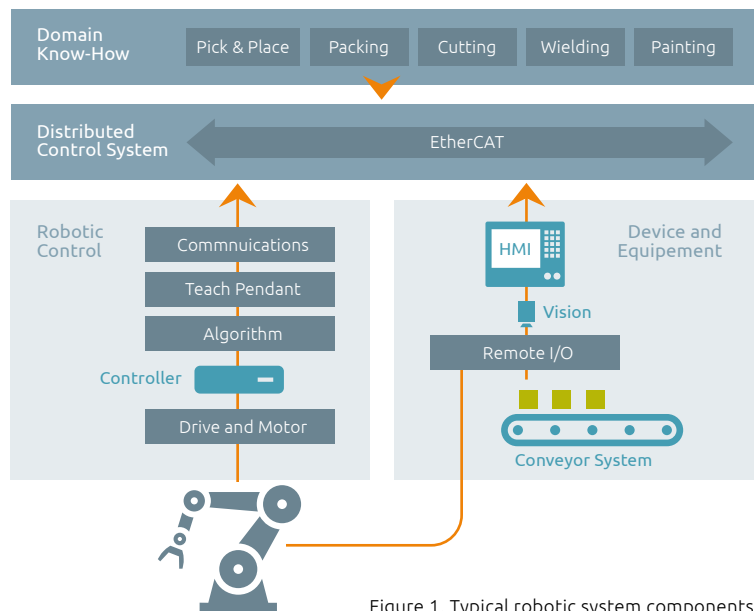 Domain
Know-How
Pick & Place
Packing
Cutting
Wielding
Painting
Distributed
Control System
EtherCAT
Robotic
Control
Commnuications
Teach Pendant
Algorithm
Controller
Drive and Motor
Device and
Equipement
HMI
Vision
Remote I/O
Conveyor System
Figure 1. Typical robotic system components